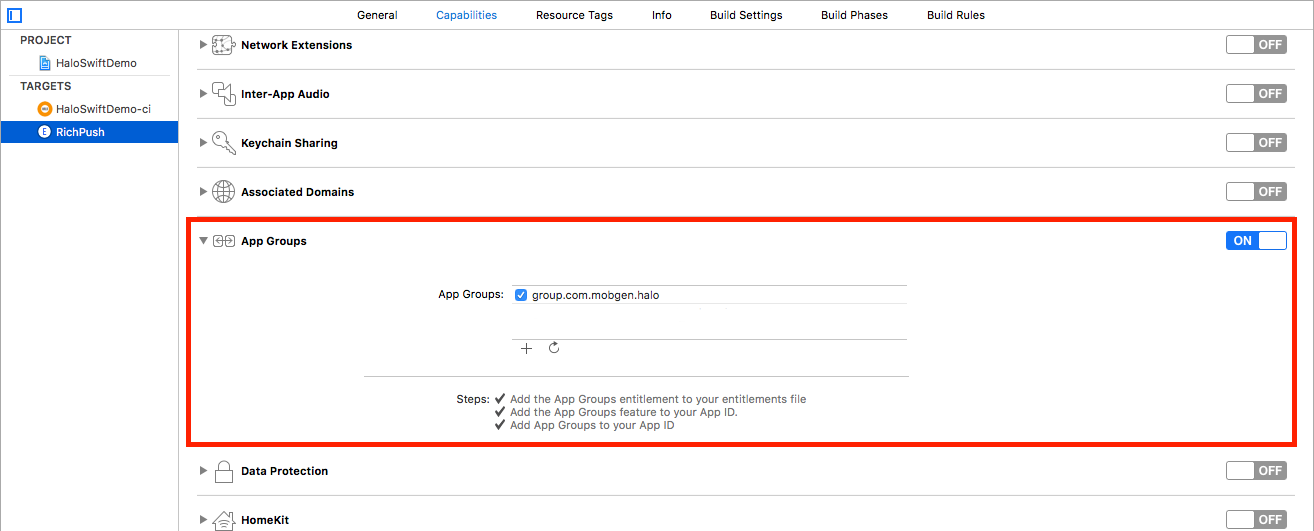 General Capabilities Resource Tags Info Build Settings Build Phases Build Rules
PROJECT
HaloSwiftDemo
TARGETS
HaloSwiftDemo-ci
E RichPush
Network Extensions OFF
Inter-App Audio OFF
Keychain Sharing OFF
Associated Domains OFF
App Groups ON
App Groups: group.com.mobgen.halo
Steps: Add the App Groups entitlement to your entitlements file
Add the App Groups feature to your App ID.
Add App Groups to your App ID
Data Protection OFF
HomeKit OFF